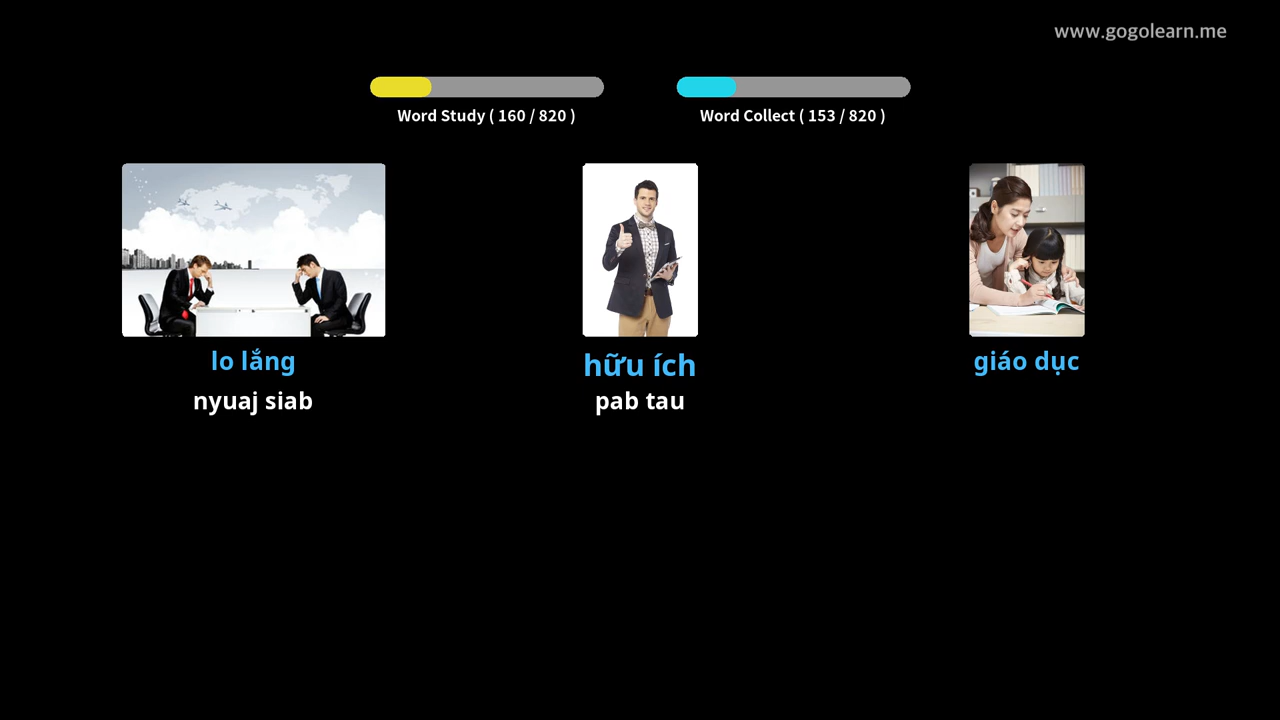 www.gogolearn.me
Word Study ( 160 / 820 )
Word Collect ( 153 / 820 )
lo lắng
nyuaj siab
hữu ích
pab tau
giáo dục